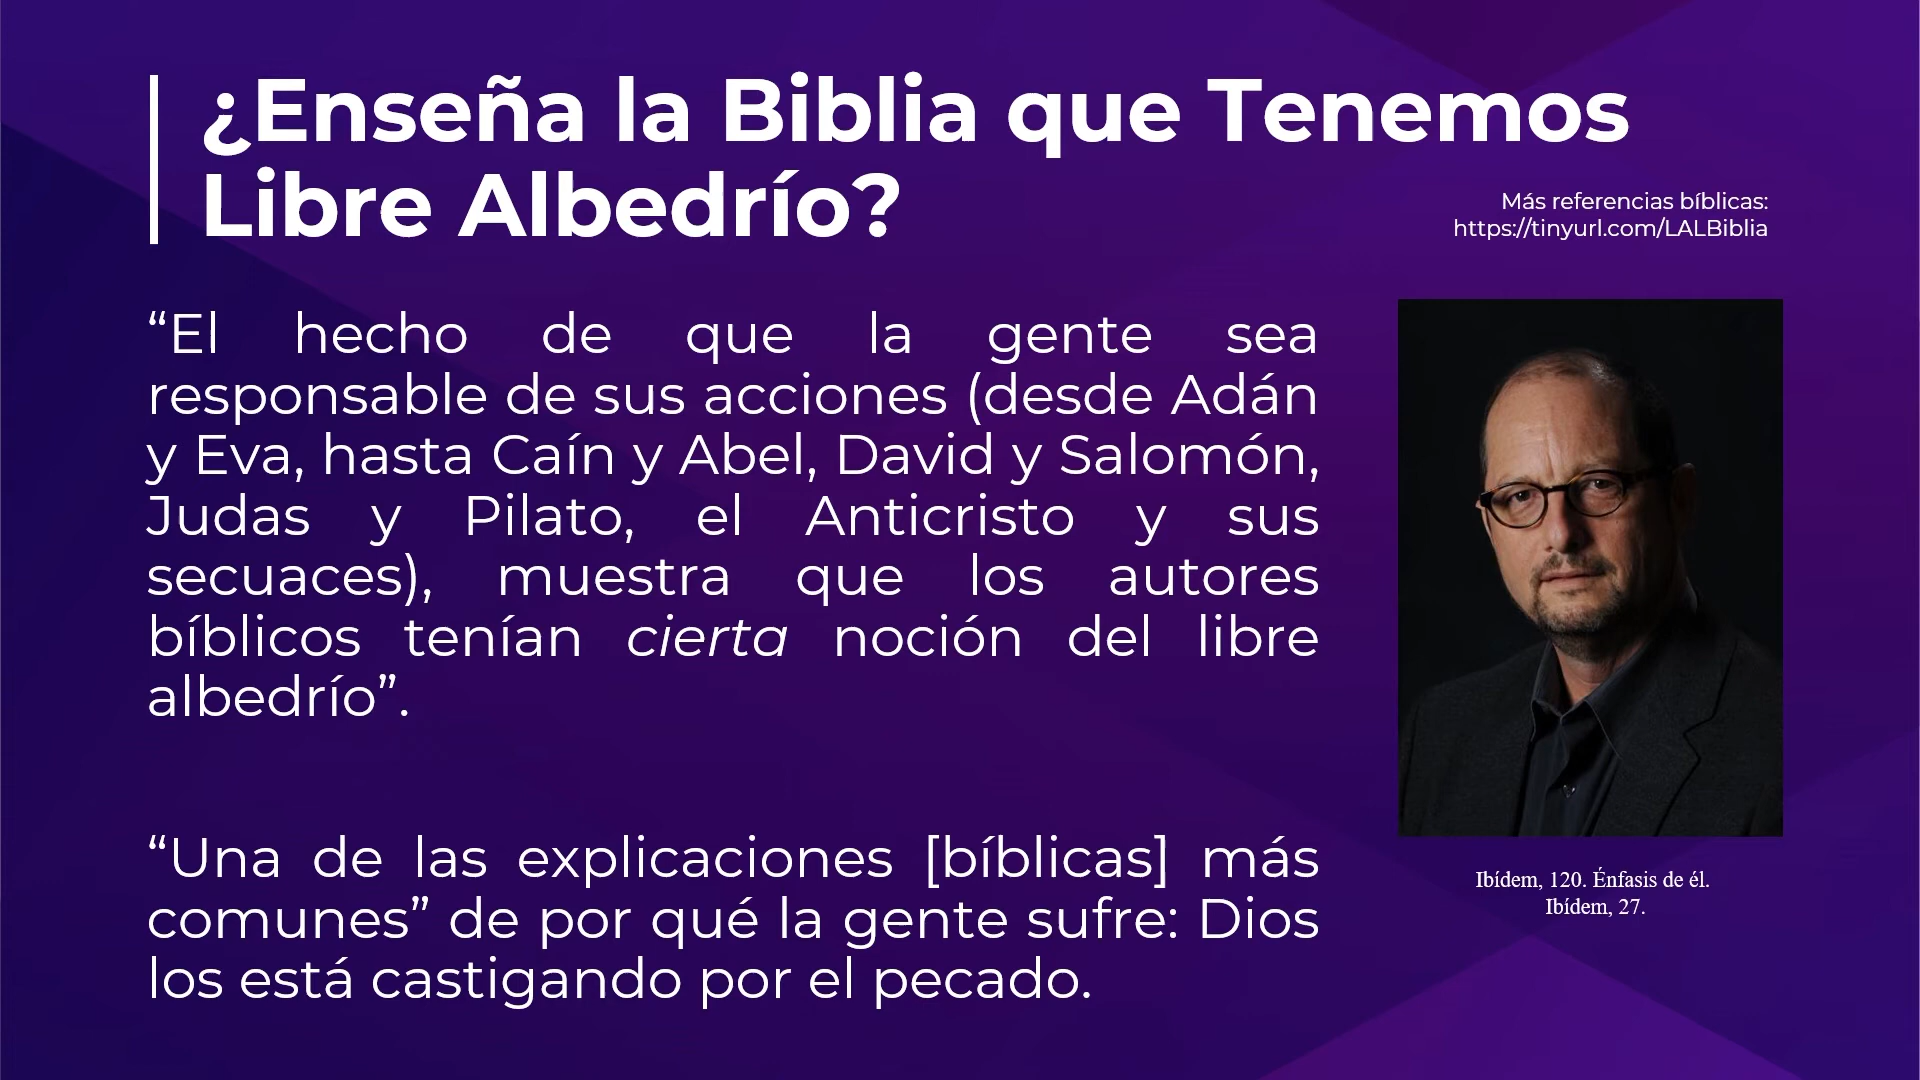 ¿Enseña la Biblia que Tenemos
Libre Albedrío?
Más referencias bíblicas:
https://tinyurl.com/LALBiblia
“El hecho de que la gente sea
responsable de sus acciones (desde Adán
y Eva, hasta Caín y Abel, David y Salomón,
Judas y Pilato, el Anticristo y sus
secuaces), muestra que los autores
bíblicos tenían cierta noción del libre
albedrío”.
“Una de las explicaciones [bíblicas] más
comunes” de por qué la gente sufre: Dios
los está castigando por el pecado.
Ibídem, 120. Énfasis de él.
Ibídem, 27.